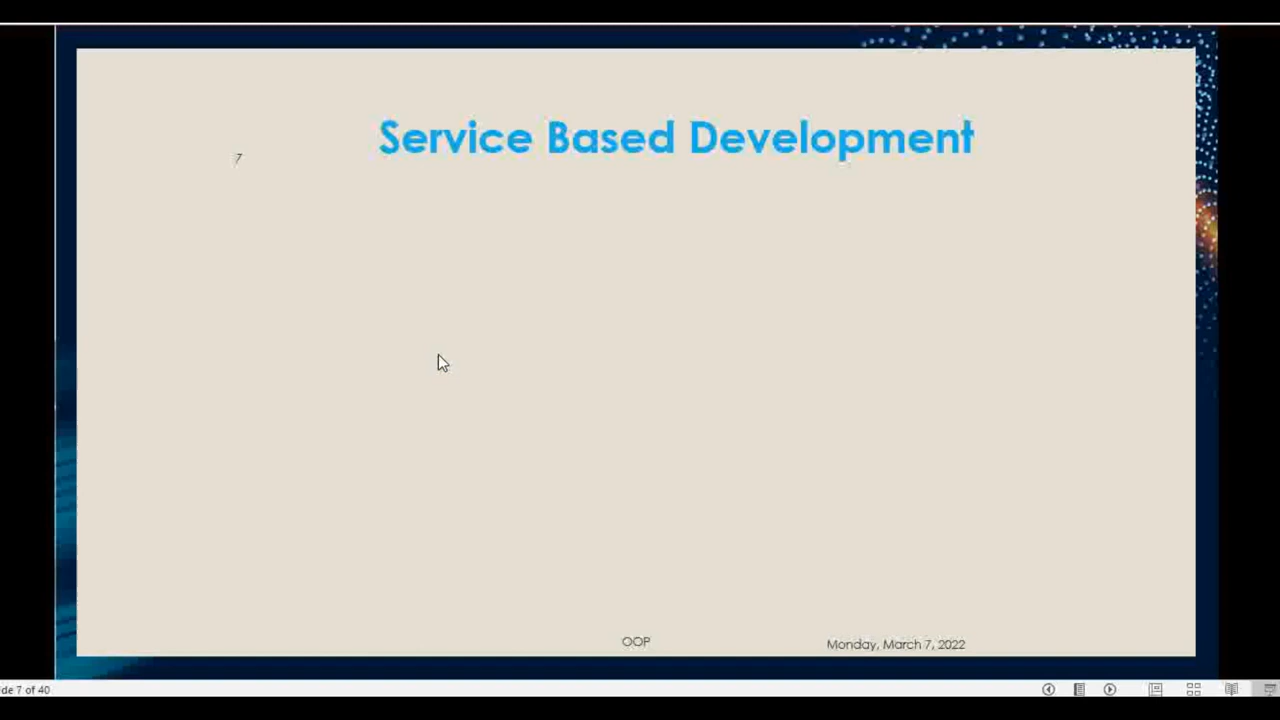 Service Based Development
7
OOP
Monday, March 7, 2022
de 7 of 40